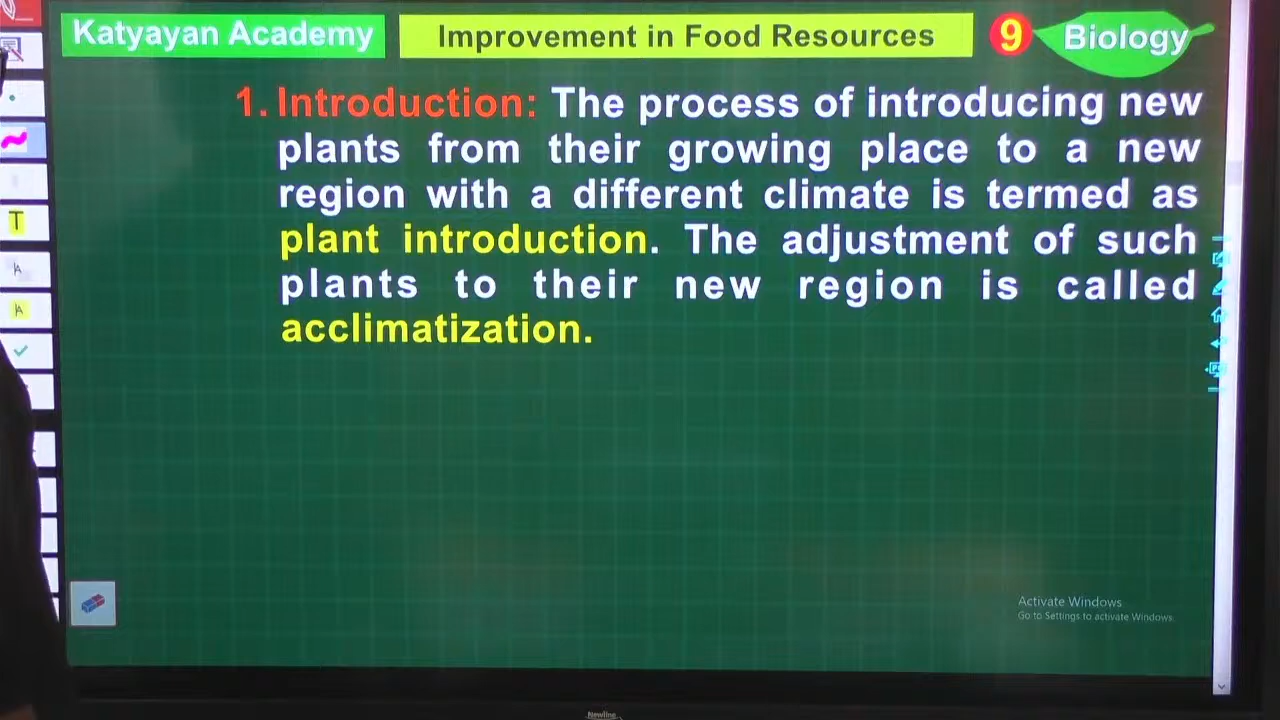 Katyayan Academy
Improvement in Food Resources
9
Biology
1. Introduction: The process of introducing new
plants from their growing place to a new
region with a different climate is termed as
plant introduction. The adjustment of such
plants to their new region is called
acclimatization.
T
A
A
Activate Windows
Go to Settings to activate Windows.
Newline